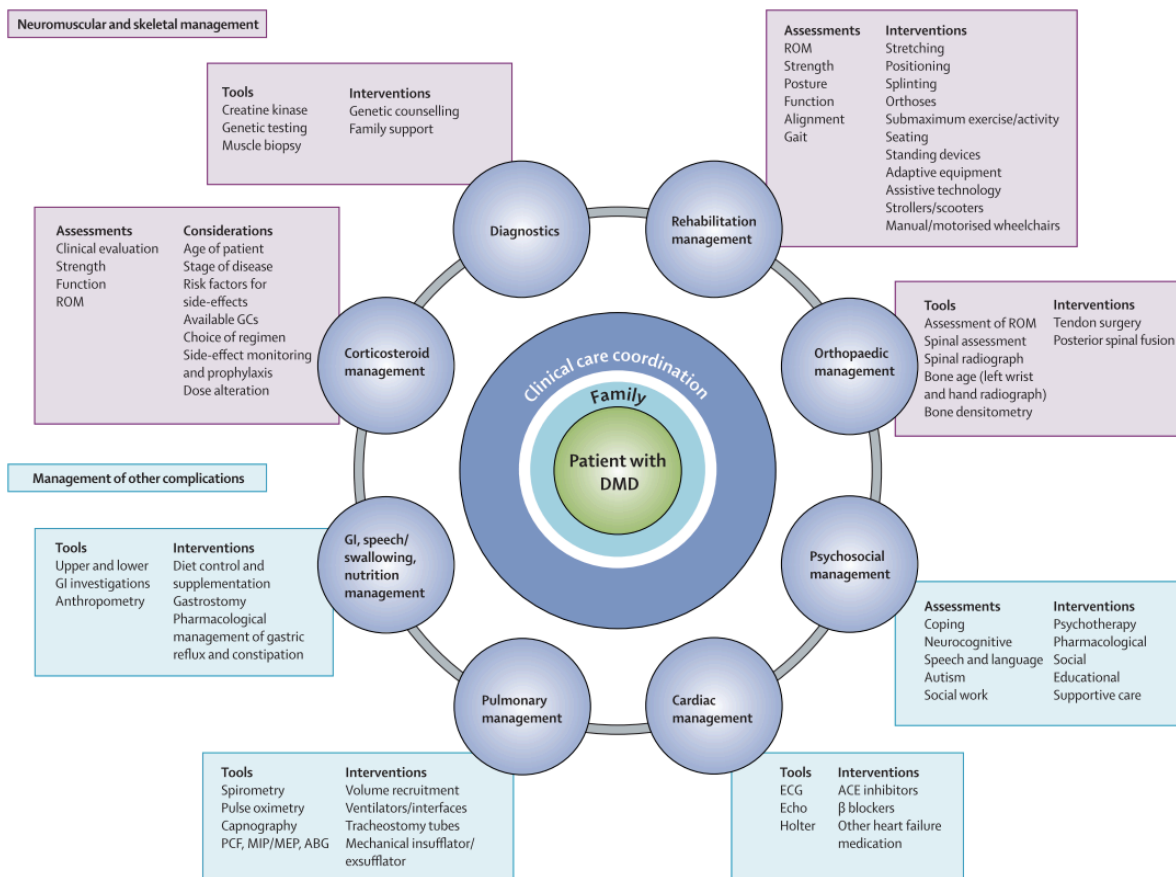 Neuromuscular and skeletal management
Tools
Creatine kinase
Genetic testing
Muscle biopsy
Interventions
Genetic counselling
Family support
Diagnostics
Assessments
ROM
Strength
Posture
Function
Alignment
Gait
Interventions
Stretching
Positioning
Splinting
Orthoses
Submaximum exercise/activity
Seating
Standing devices
Adaptive equipment
Assistive technology
Strollers/scooters
Manual/motorised wheelchairs
Rehabilitation
management
Assessments
Clinical evaluation
Strength
Function
ROM
Considerations
Age of patient
Stage of disease
Risk factors for
side-effects
Available GCs
Choice of regimen
Side-effect monitoring
and prophylaxis
Dose alteration
Corticosteroid
management
Tools
Assessment of ROM
Spinal assessment
Spinal radiograph
Bone age (left wrist
and hand radiograph)
Bone densitometry
Interventions
Tendon surgery
Posterior spinal fusion
Orthopaedic
management
Clinical care coordination
Family
Patient with
DMD
Management of other complications
Tools
Upper and lower
GI investigations
Anthropometry
Interventions
Diet control and
supplementation
Gastrostomy
Pharmacological
management of gastric
reflux and constipation
GI, speech/
swallowing,
nutrition
management
Psychosocial
management
Assessments
Coping
Neurocognitive
Speech and language
Autism
Social work
Interventions
Psychotherapy
Pharmacological
Social
Educational
Supportive care
Pulmonary
management
Tools
Spirometry
Pulse oximetry
Capnography
PCF, MIP/MEP, ABG
Interventions
Volume recruitment
Ventilators/interfaces
Tracheostomy tubes
Mechanical insufflator/
exsufflator
Cardiac
management
Tools
ECG
Echo
Holter
Interventions
ACE inhibitors
β blockers
Other heart failure
medication